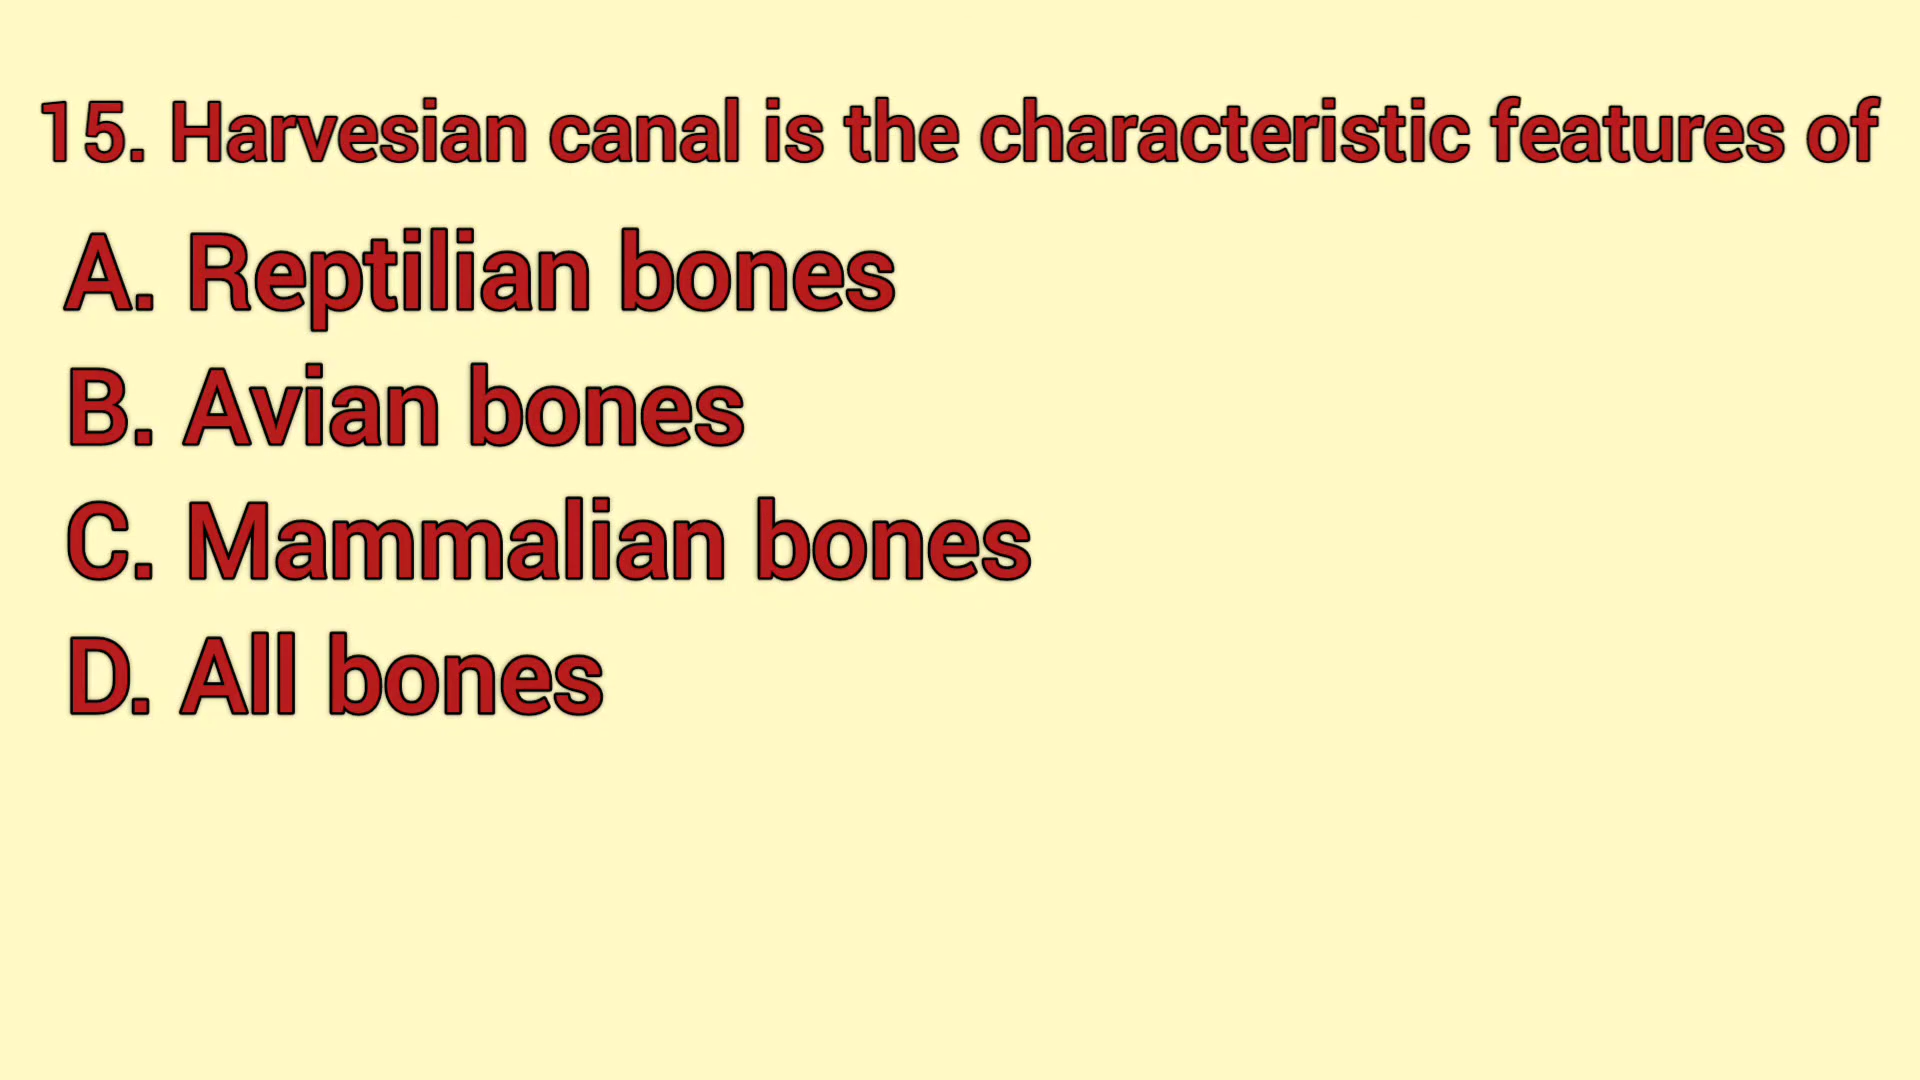 15. Harvesian canal is the characteristic features of
A. Reptilian bones
B. Avian bones
C. Mammalian bones
D. All bones